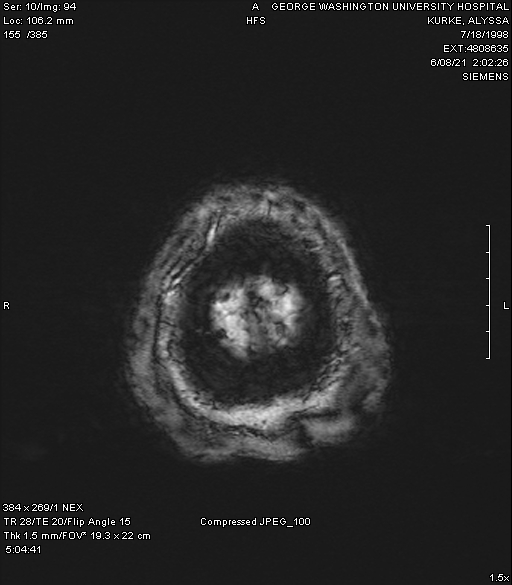 Ser: 10/Img: 94
Loc: 106.2 mm
155 /385
A GEORGE WASHINGTON UNIVERSITY HOSPITAL
HFS KURKE, ALYSSA
7/18/1998
EXT:4808635
6/08/21 2:02:26
SIEMENS
R
L
384 x 269/1 NEX
TR 28/TE 20/Flip Angle 15
Thk 1.5 mm/FOV* 19.3 x 22 cm
5:04:41
Compressed JPEG_100
1.5x